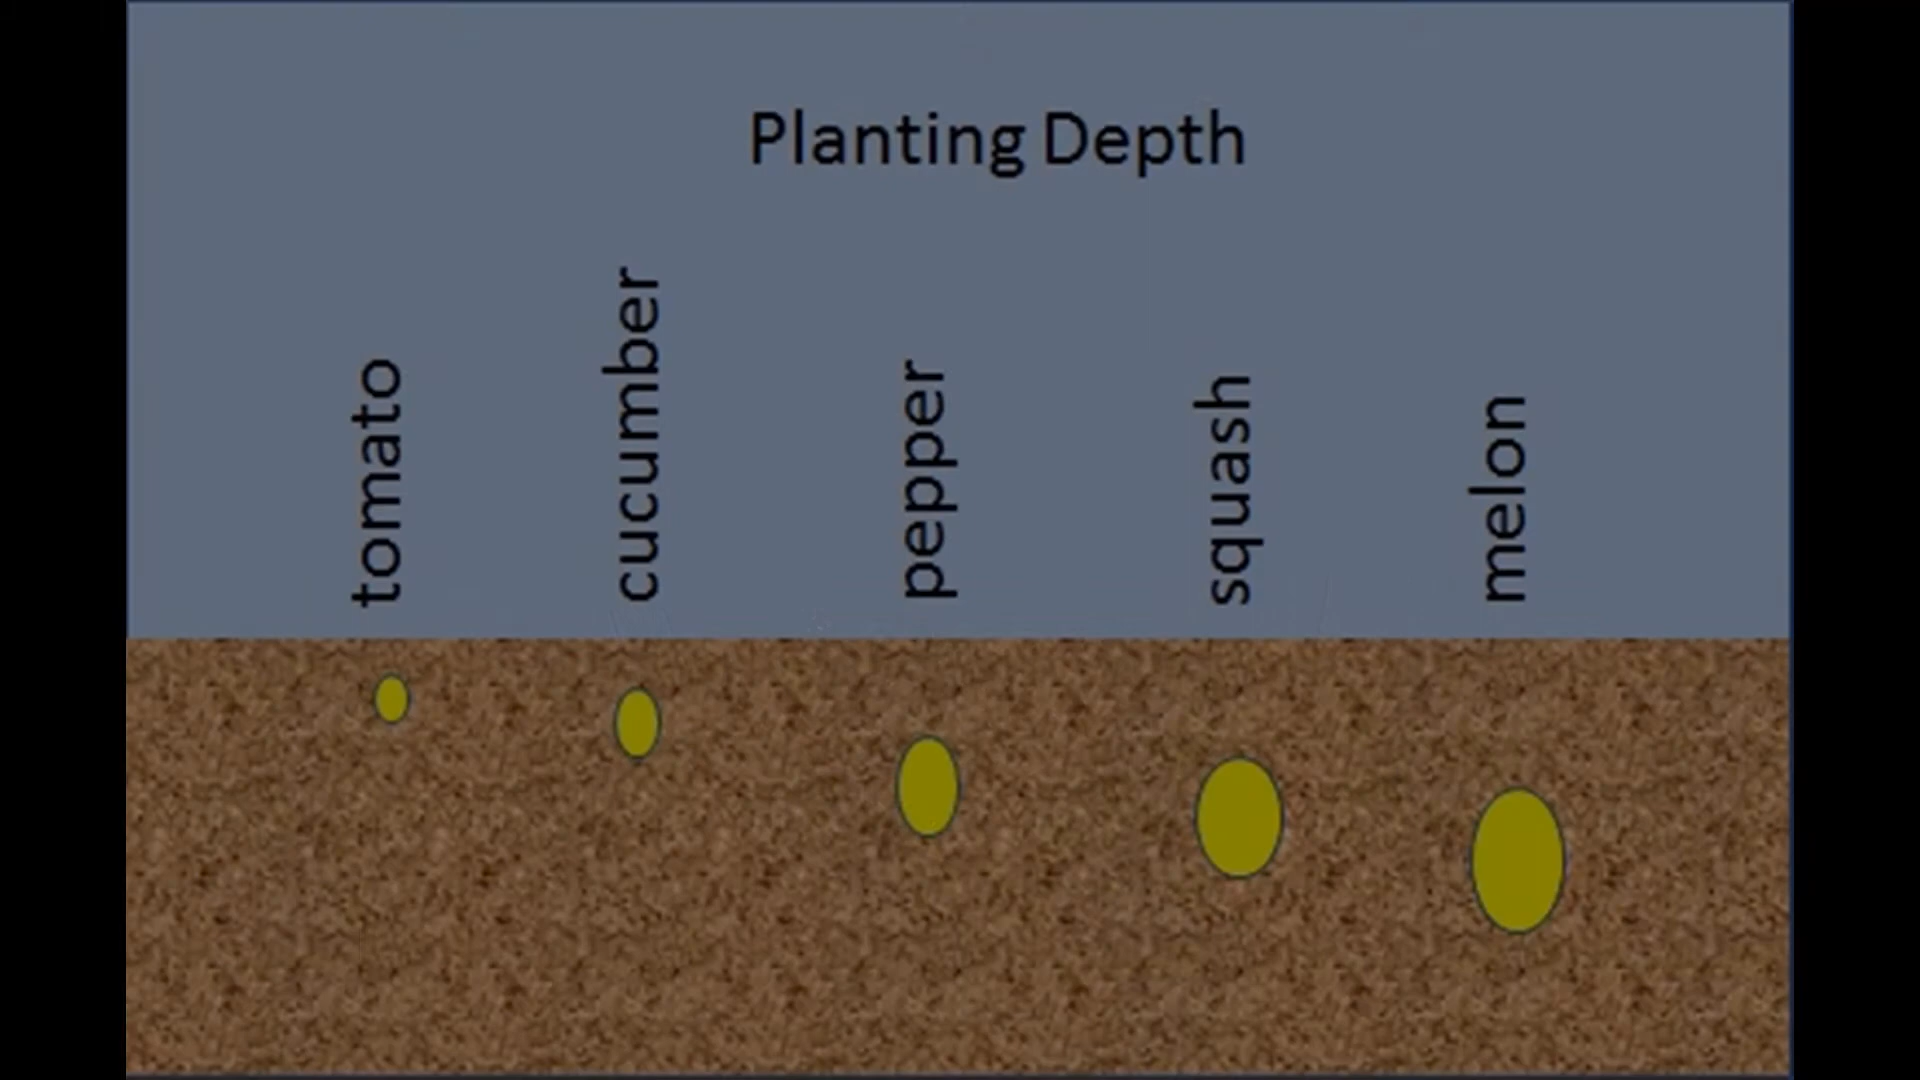 Planting Depth
tomato
cucumber
pepper
squash
melon